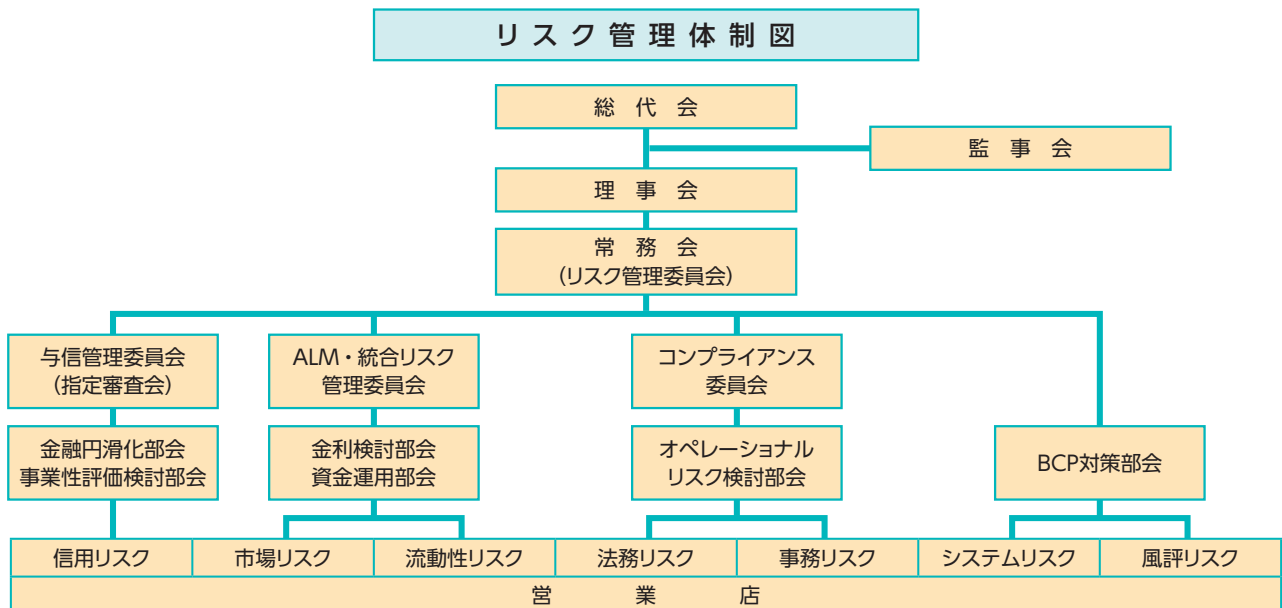 リスク管理体制図
総代会
監事会
理事会
常務会
(リスク管理委員会)
与信管理委員会
(指定審査会)
ALM・統合リスク
管理委員会
コンプライアンス
委員会
金融円滑化部会
事業性評価検討部会
金利検討部会
資金運用部会
オペレーショナル
リスク検討部会
BCP対策部会
信用リスク
市場リスク
流動性リスク
法務リスク
事務リスク
システムリスク
風評リスク
営業店